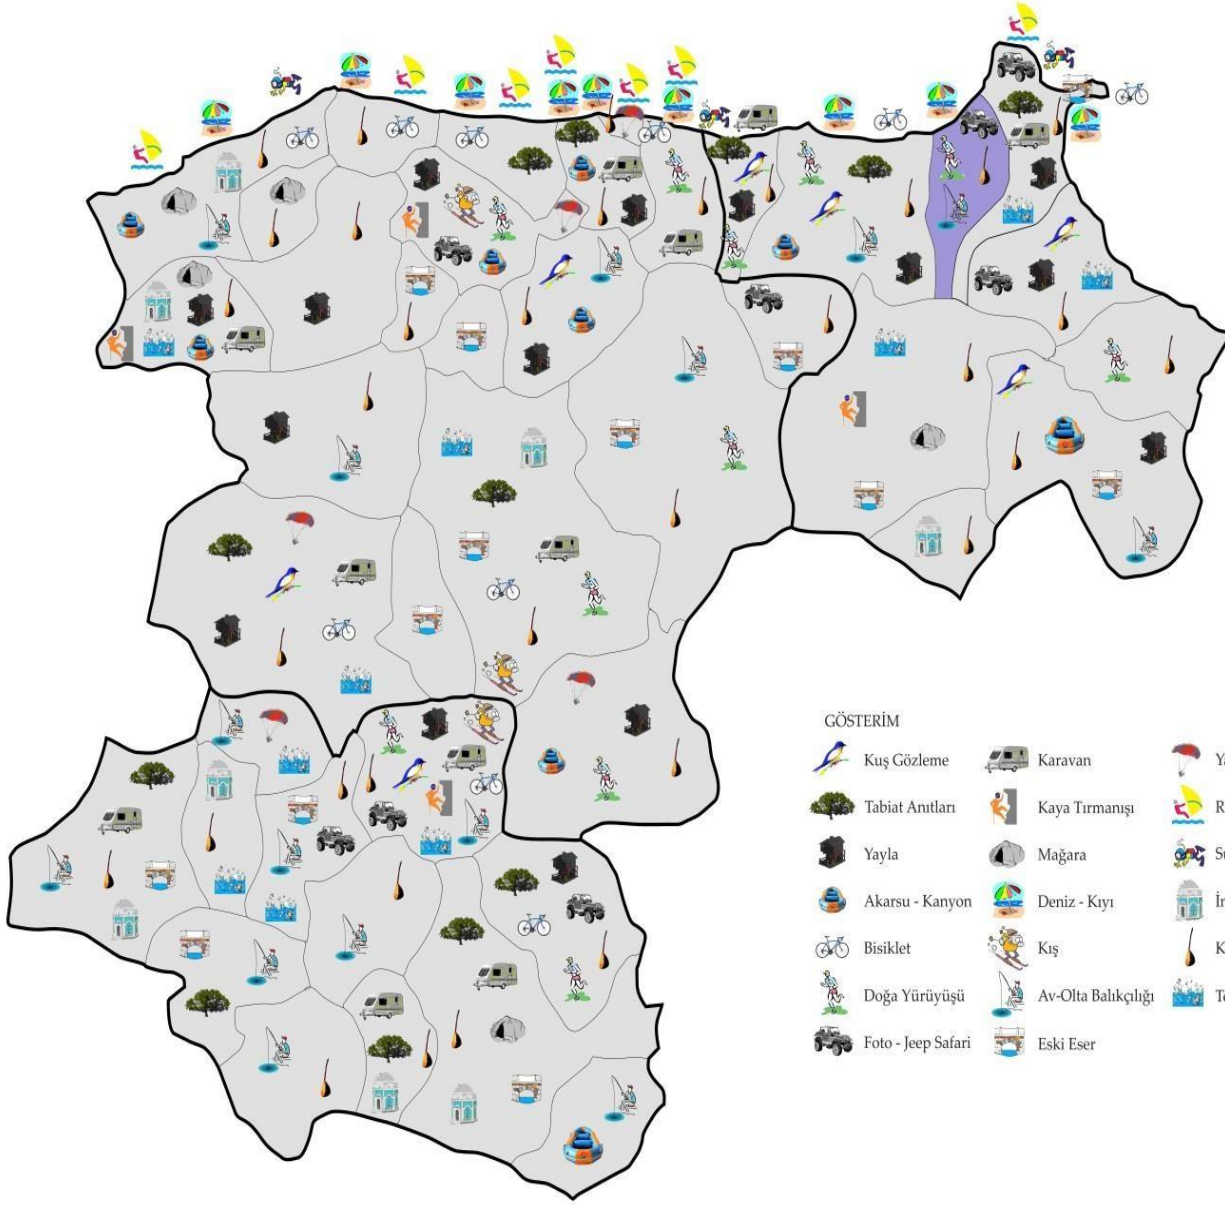 GÖSTERİM
Kuş Gözleme
Karavan
Tabiat Anıtları
Kaya Tırmanışı
Yayla
Mağara
Akarsu - Kanyon
Deniz - Kıyı
Bisiklet
Kış
Doğa Yürüyüşü
Av-Olta Balıkçılığı
Foto - Jeep Safari
Eski Eser